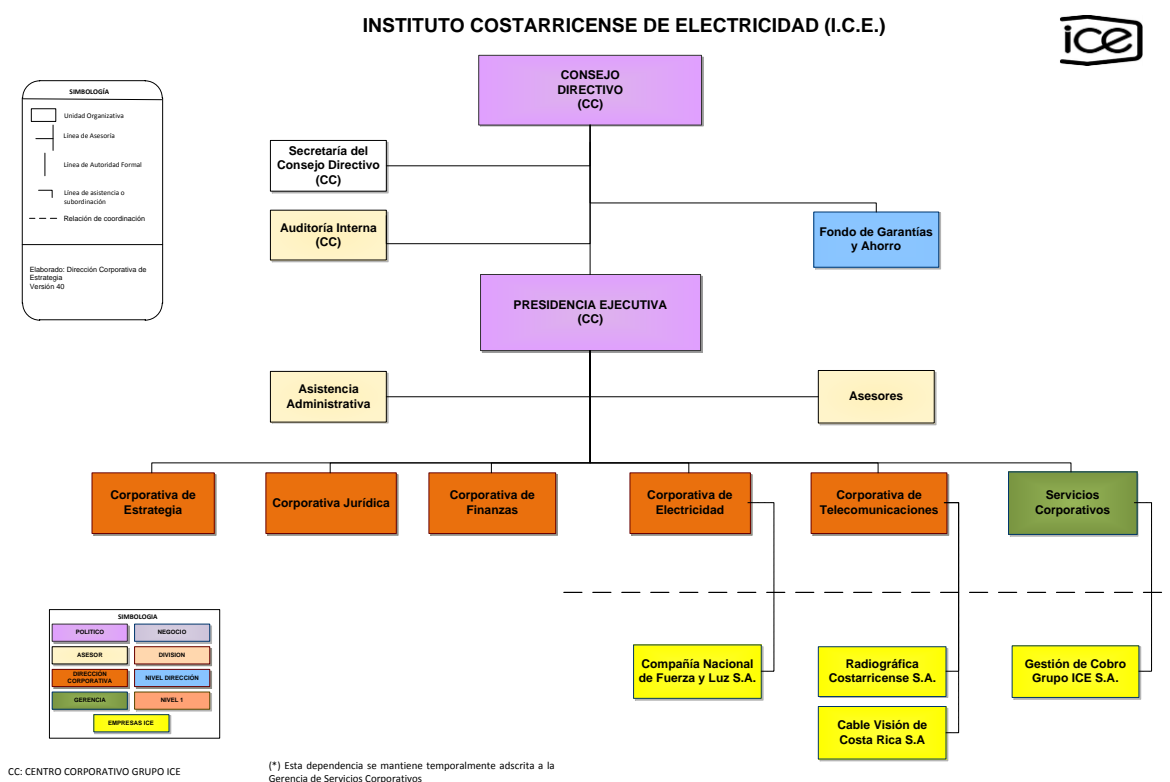 INSTITUTO COSTARRICENSE DE ELECTRICIDAD (I.C.E.)
ice
CONSEJO
DIRECTIVO
(CC)
SIMBOLOGÍA
Unidad Organizativa
Línea de Asesoría
Línea de Autoridad Formal
Línea de asistencia o
subordinación
Relación de coordinación
Elaborado: Dirección Corporativa de
Estrategia
Versión 40
Secretaría del
Consejo Directivo
(CC)
Auditoría Interna
(CC)
Fondo de Garantías
y Ahorro
PRESIDENCIA EJECUTIVA
(CC)
Asistencia
Administrativa
Asesores
Corporativa de
Estrategia
Corporativa Jurídica
Corporativa de
Finanzas
Corporativa de
Electricidad
Corporativa de
Telecomunicaciones
Servicios
Corporativos
Compañía Nacional
de Fuerza y Luz S.A.
Radiográfica
Costarricense S.A.
Gestión de Cobro
Grupo ICE S.A.
Cable Visión de
Costa Rica S.A
SIMBOLOGIA
POLITICO
NEGOCIO
ASESOR
DIVISION
DIRECCIÓN
CORPORATIVA
NIVEL DIRECCIÓN
GERENCIA
NIVEL 1
EMPRESAS ICE
CC: CENTRO CORPORATIVO GRUPO ICE
(*) Esta dependencia se mantiene temporalmente adscrita a la
Gerencia de Servicios Corporativos